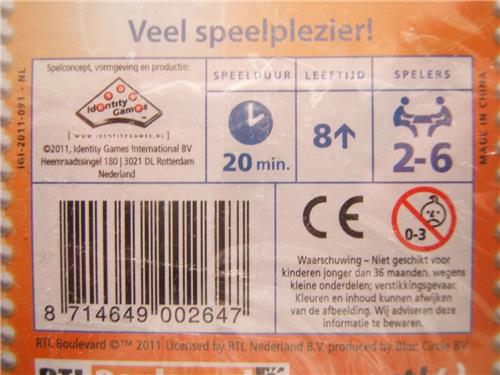 Veel speelplezier!
Spelconcept, vormgeving en productie:
Identity
Games
[ WWW.IDENTITYGAMES.NL ]
©2011, Identity Games International BV
Heemraadssingel 180 | 3021 DL Rotterdam
Nederland
SPEELDUUR
20 min.
LEEFTIJD
8↑
SPELERS
2-6
IGI-2011-091 - NL
MADE IN CHINA
CE
0-3
Waarschuwing – Niet geschikt voor
kinderen jonger dan 36 maanden. wegens
kleine onderdelen; verstikkingsgevaar.
Kleuren en inhoud kunnen afwijken
van de afbeelding. Wij adviseren deze
informatie te bewaren.
8 714649 002647
RTL Boulevard ©™ 2011 Licensed by RTL Nederland B.V. produced by Blue Circle BV